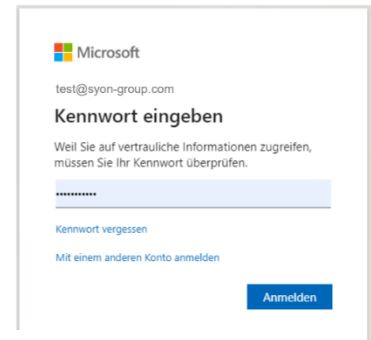 Microsoft
test@syon-group.com
Kennwort eingeben
Weil Sie auf vertrauliche Informationen zugreifen,
müssen Sie Ihr Kennwort überprüfen.
•••••••••••
Kennwort vergessen
Mit einem anderen Konto anmelden
Anmelden